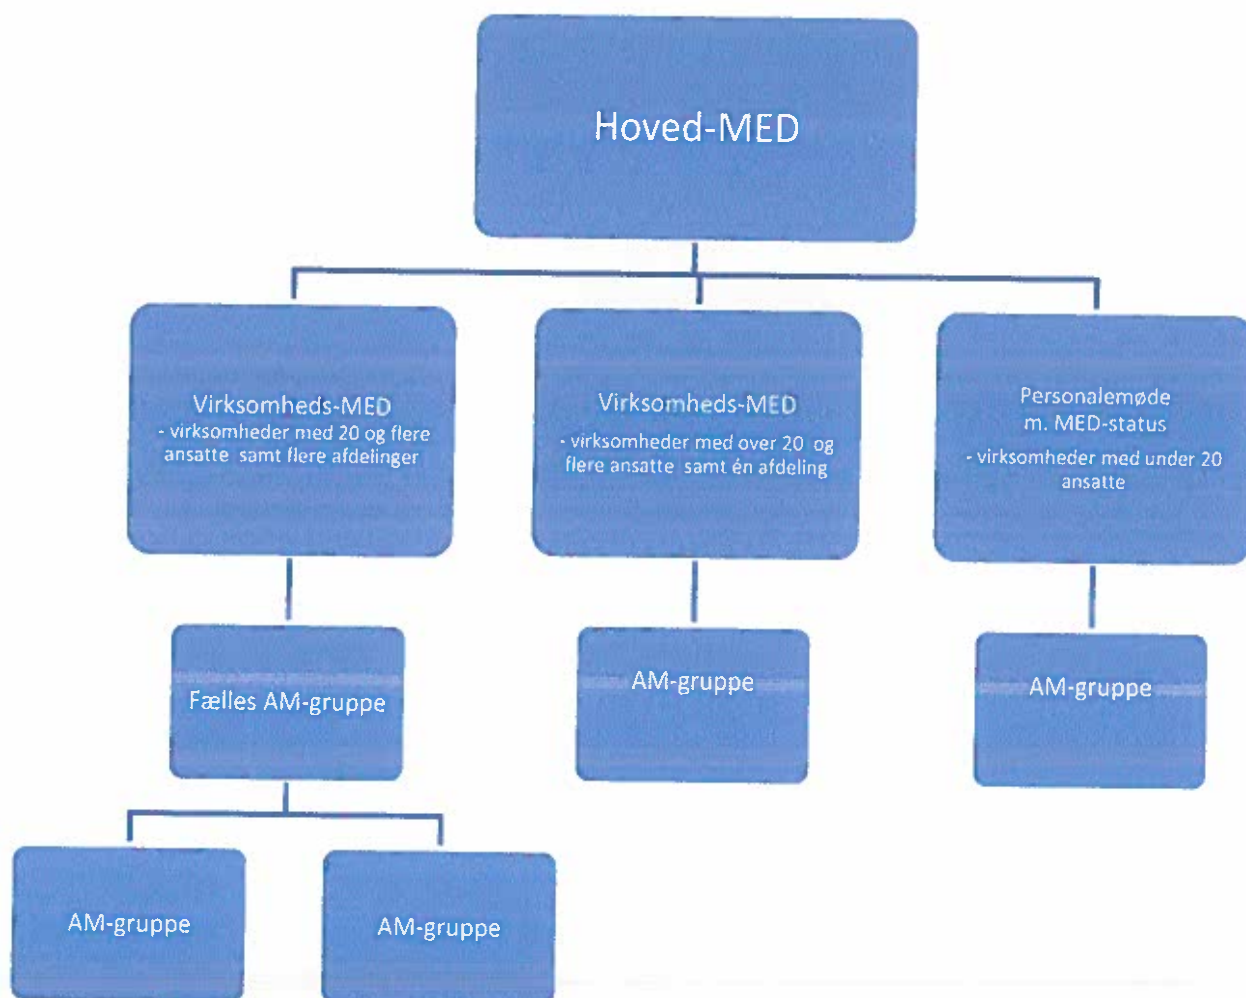 Hoved-MED
Virksomheds-MED
- virksomheder med 20 og flere
ansatte samt flere afdelinger
Virksomheds-MED
- virksomheder med over 20 og
flere ansatte samt én afdeling
Personalemøde
m. MED-status
- virksomheder med under 20
ansatte
Fælles AM-gruppe
AM-gruppe
AM-gruppe
AM-gruppe
AM-gruppe